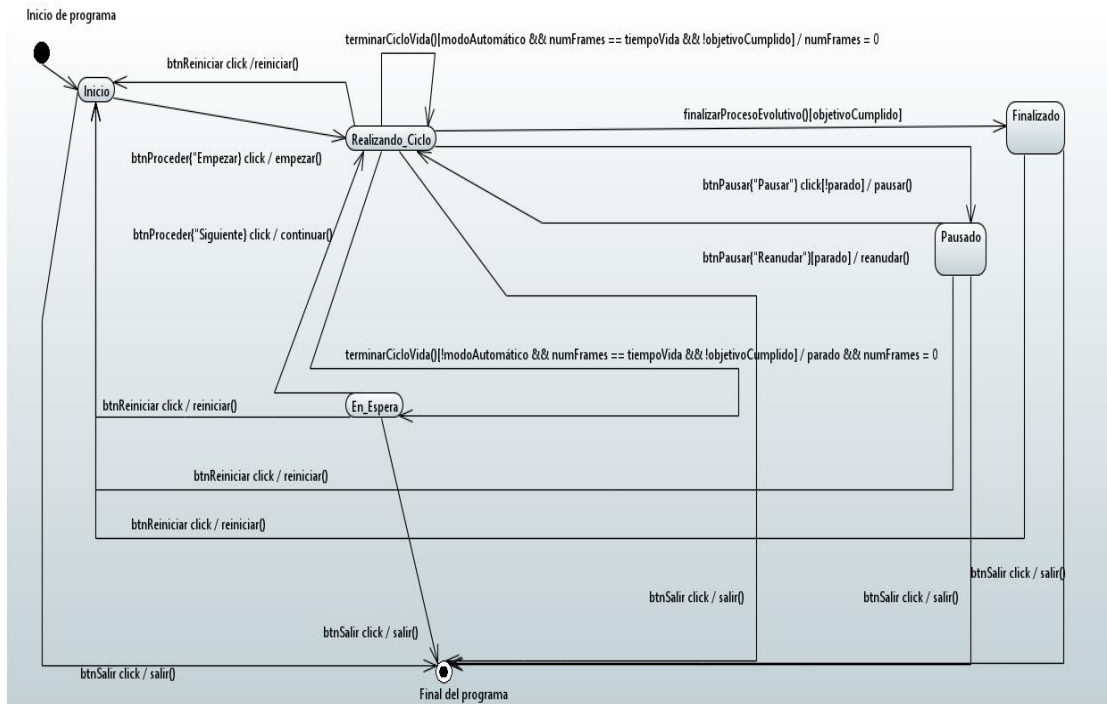 Inicio de programa
terminarCicloVida()[modoAutomático && numFrames == tiempoVida && !objetivoCumplido] / numFrames = 0
btnReiniciar click /reiniciar()
Inicio
finalizarProcesoEvolutivo()[objetivoCumplido]
Finalizado
Realizando_Ciclo
btnProceder{"Empezar} click / empezar()
btnPausar{"Pausar"} click[!parado] / pausar()
btnProceder{"Siguiente} click / continuar()
Pausado
btnPausar{"Reanudar"}[parado] / reanudar()
terminarCicloVida()[!modoAutomático && numFrames == tiempoVida && !objetivoCumplido] / parado && numFrames = 0
btnReiniciar click / reiniciar()
En_Espera
btnReiniciar click / reiniciar()
btnReiniciar click / reiniciar()
btnSalir click / salir()
btnSalir click / salir()
btnSalir click / salir()
btnSalir click / salir()
btnSalir click / salir()
Final del programa